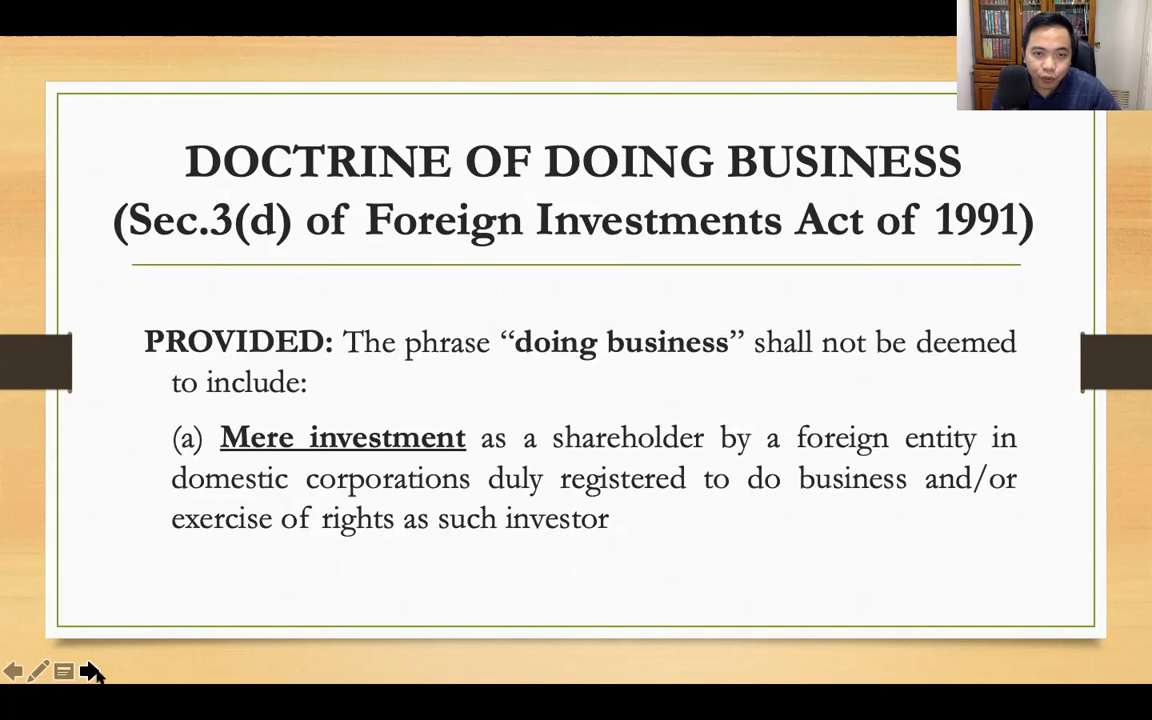 DOCTRINE OF DOING BUSINESS
(Sec.3(d) of Foreign Investments Act of 1991)
PROVIDED: The phrase “doing business” shall not be deemed
to include:
(a) Mere investment as a shareholder by a foreign entity in
domestic corporations duly registered to do business and/or
exercise of rights as such investor